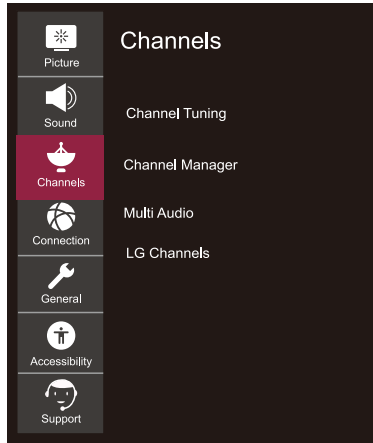 Picture
Sound
Channels
Connection
General
Accessibility
Support
Channels
Channel Tuning
Channel Manager
Multi Audio
LG Channels